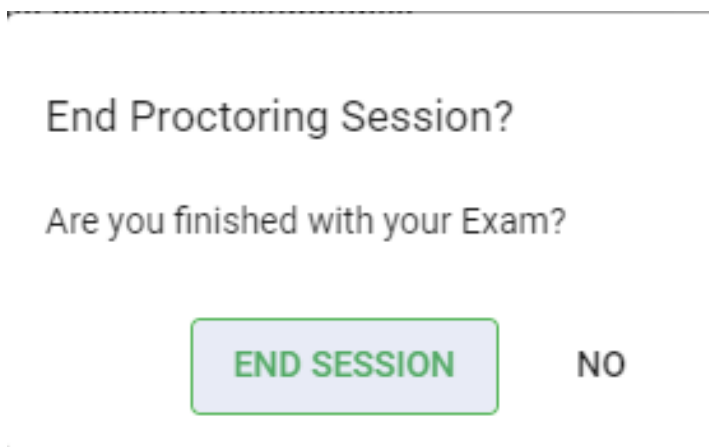 End Proctoring Session?
Are you finished with your Exam?
END SESSION NO